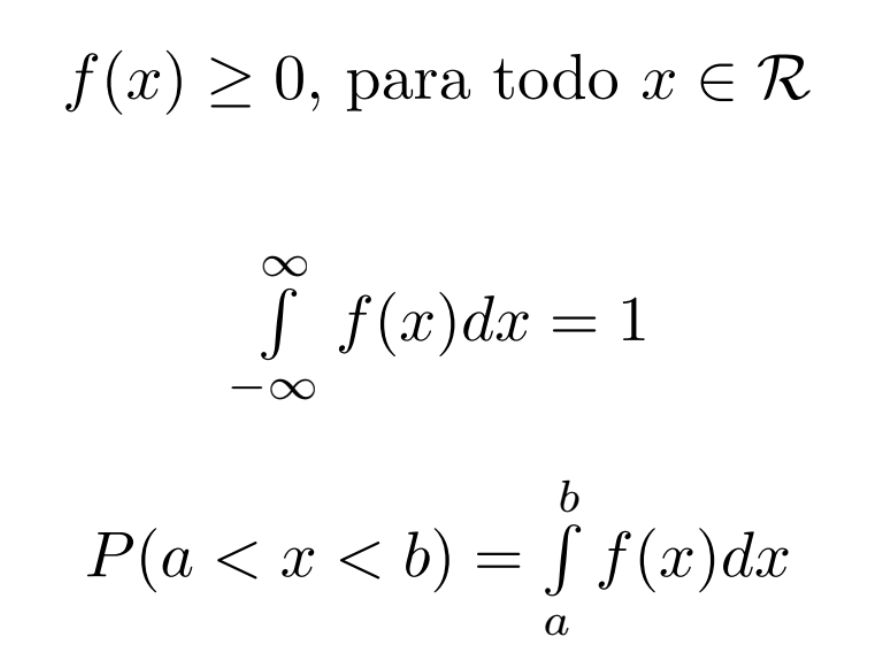 f(x) ≥ 0, para todo x ∈ ℛ
∫_{-∞}^{∞} f(x)dx = 1
P(a < x < b) = ∫_{a}^{b} f(x)dx